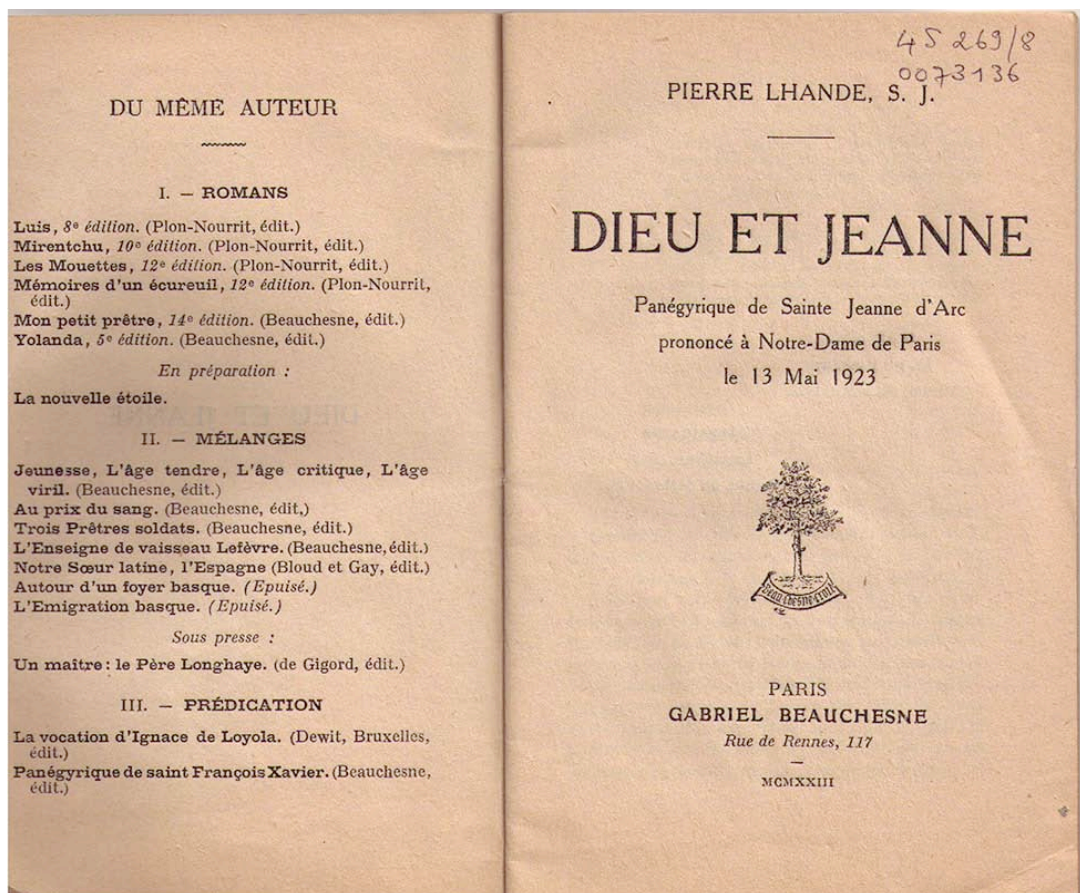 DU MÊME AUTEUR
I. — ROMANS
Luis, 8e édition. (Plon-Nourrit, édit.)
Mirentchu, 10e édition. (Plon-Nourrit, édit.)
Les Mouettes, 12e édition. (Plon-Nourrit, édit.)
Mémoires d'un écureuil, 12e édition. (Plon-Nourrit,
édit.)
Mon petit prêtre, 14e édition. (Beauchesne, édit.)
Yolanda, 5e édition. (Beauchesne, édit.)
En préparation :
La nouvelle étoile.
II. — MÉLANGES
Jeunesse, L'âge tendre, L'âge critique, L'âge
viril. (Beauchesne, édit.)
Au prix du sang. (Beauchesne, édit,)
Trois Prêtres soldats. (Beauchesne, édit.)
L'Enseigne de vaisseau Lefèvre. (Beauchesne, édit.)
Notre Sœur latine, l'Espagne (Bloud et Gay, édit.)
Autour d'un foyer basque. (Epuisé.)
L'Emigration basque. (Epuisé.)
Sous presse :
Un maître : le Père Longhaye. (de Gigord, édit.)
III. — PRÉDICATION
La vocation d'Ignace de Loyola. (Dewit, Bruxelles,
édit.)
Panégyrique de saint François Xavier. (Beauchesne,
édit.)
45 269/8
0073136
PIERRE LHANDE, S. J.
DIEU ET JEANNE
Panégyrique de Sainte Jeanne d'Arc
prononcé à Notre-Dame de Paris
le 13 Mai 1923
PARIS
GABRIEL BEAUCHESNE
Rue de Rennes, 117
MCMXXIII